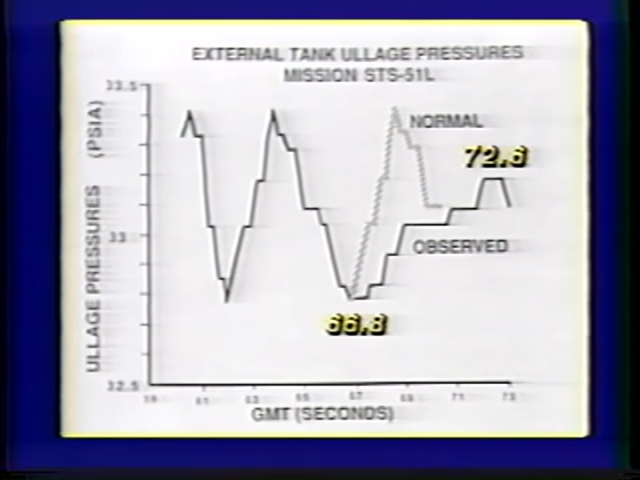 EXTERNAL TANK ULLAGE PRESSURES
MISSION STS-51L
33.5
33
32.5
ULLAGE PRESSURES (PSIA)
NORMAL
72.6
OBSERVED
66.8
GMT (SECONDS)